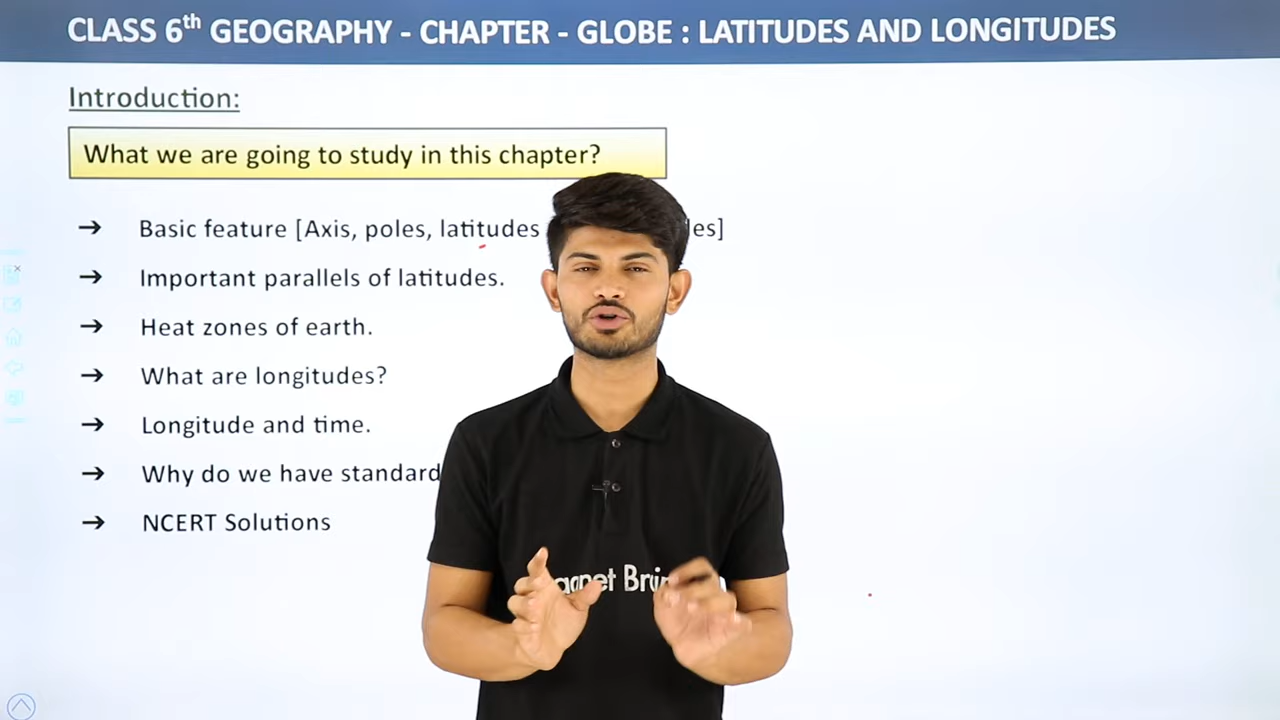 CLASS 6th GEOGRAPHY - CHAPTER - GLOBE : LATITUDES AND LONGITUDES
Introduction:
What we are going to study in this chapter?
➔ Basic feature [Axis, poles, latitudes
➔ Important parallels of latitudes.
➔ Heat zones of earth.
➔ What are longitudes?
➔ Longitude and time.
➔ Why do we have standard
➔ NCERT Solutions